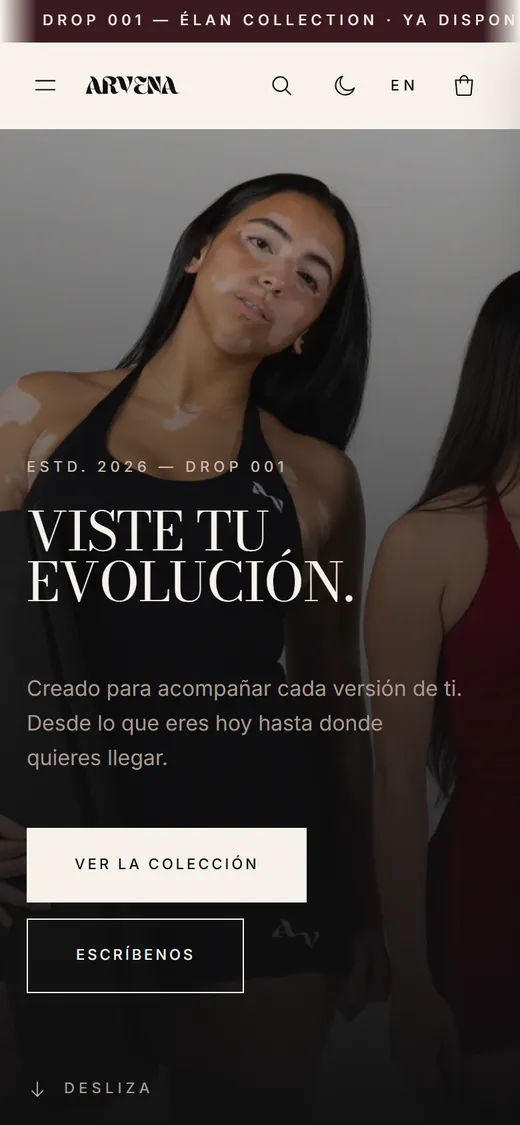 DROP 001 — ÉLAN COLLECTION · YA DISPON
ARVENA
EN
ESTD. 2026 — DROP 001
VISTE TU
EVOLUCIÓN.
Creado para acompañar cada versión de ti.
Desde lo que eres hoy hasta donde
quieres llegar.
VER LA COLECCIÓN
ESCRÍBENOS
DESLIZA